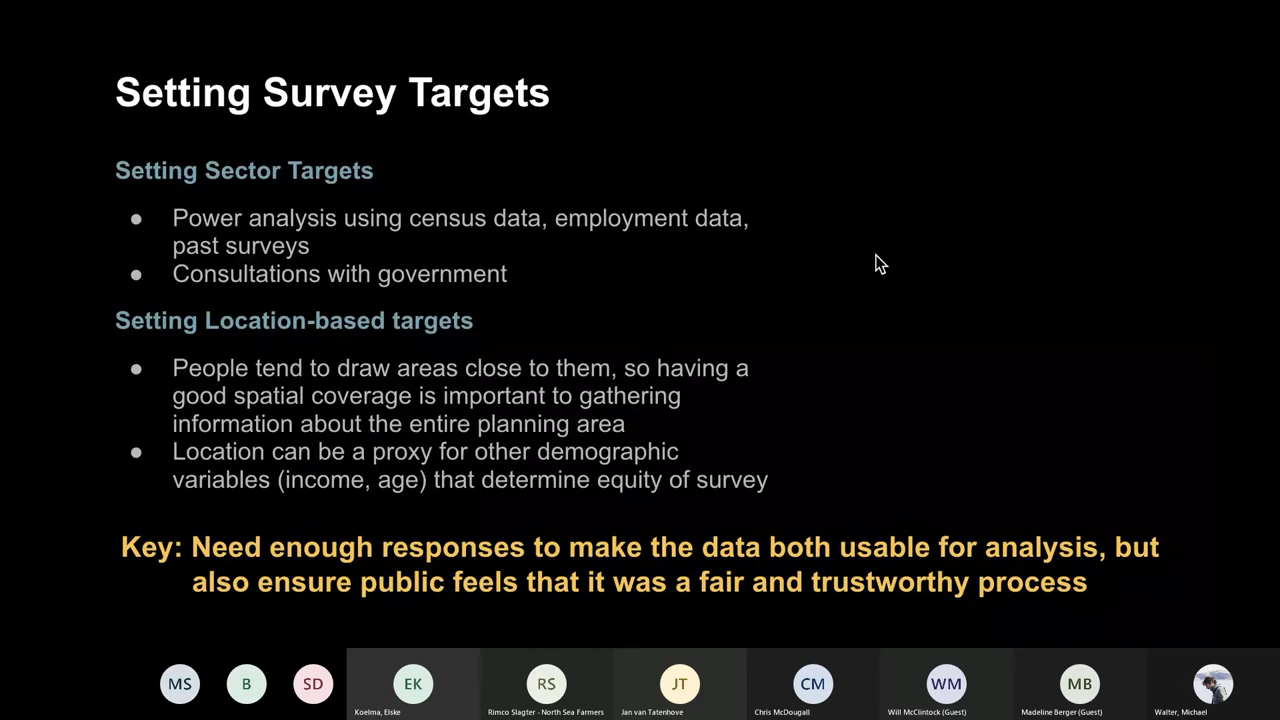 Setting Survey Targets
Setting Sector Targets
● Power analysis using census data, employment data,
past surveys
● Consultations with government
Setting Location-based targets
● People tend to draw areas close to them, so having a
good spatial coverage is important to gathering
information about the entire planning area
● Location can be a proxy for other demographic
variables (income, age) that determine equity of survey
Key: Need enough responses to make the data both usable for analysis, but
also ensure public feels that it was a fair and trustworthy process
MS B SD EK RS JT CM WM MB
Koelma, Elske Rimco Slagter - North Sea Farmers Jan van Tatenhove Chris McDougall Will McClintock (Guest) Madeline Berger (Guest) Walter, Michael